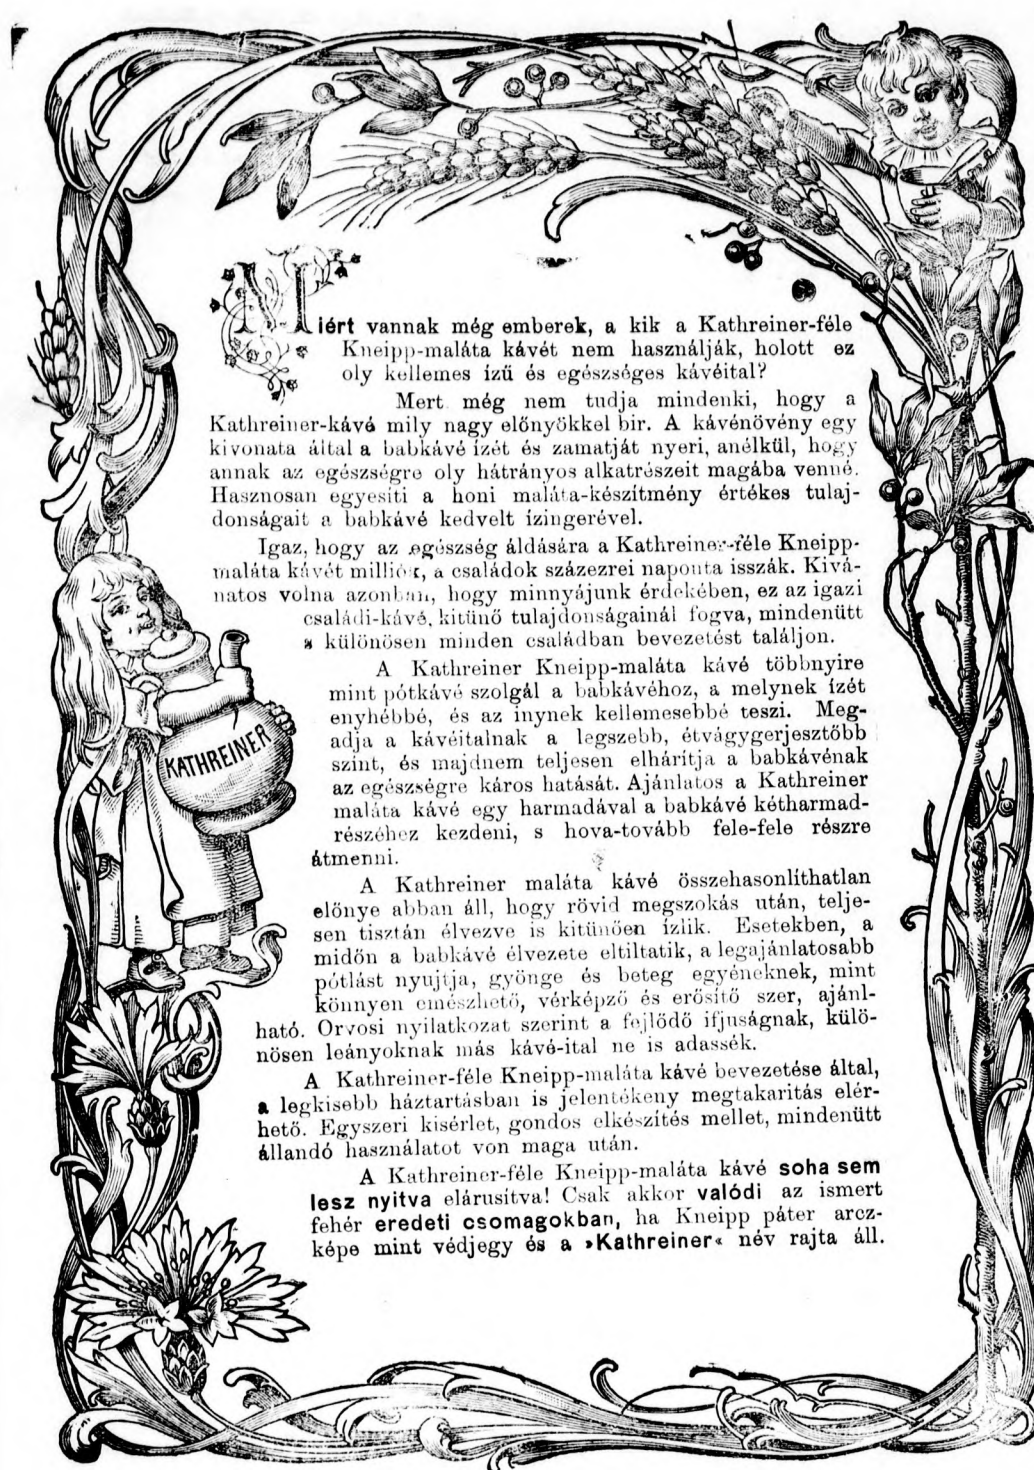 Miért vannak még emberek, a kik a Kathreiner-féle
Kneipp-maláta kávét nem használják, holott ez
oly kellemes ízü és egészséges kávéital?
Mert még nem tudja mindenki, hogy a
Kathreiner-kávé mily nagy előnyökkel bir. A kávénövény egy
kivonata által a babkávé ízét és zamatját nyeri, anélkül, hogy
annak az egészségre oly hátrányos alkatrészeit magába venné.
Hasznosan egyesiti a honi maláta-készítmény értékes tulaj-
donságait a babkávé kedvelt ízingerével.
Igaz, hogy az egészség áldására a Kathreiner-féle Kneipp-
maláta kávét milliók, a családok százezrei naponta isszák. Kivá-
natos volna azonban, hogy minnyájunk érdekében, ez az igazi
családi-kávé, kitünő tulajdonságainál fogva, mindenütt
s különösen minden családban bevezetést találjon.
A Kathreiner Kneipp-maláta kávé többnyire
mint pótkávé szolgál a babkávéhoz, a melynek ízét
enyhébbé, és az inynek kellemesebbé teszi. Meg-
adja a kávéitalnak a legszebb, étvágygerjesztőbb
szint, és majdnem teljesen elhárítja a babkávénak
az egészségre káros hatását. Ajánlatos a Kathreiner
maláta kávé egy harmadával a babkávé kétharmad-
részéhez kezdeni, s hova-tovább fele-fele részre
átmenni.
A Kathreiner maláta kávé összehasonlíthatlan
előnye abban áll, hogy rövid megszokás után, telje-
sen tisztán élvezve is kitünően ízlik. Esetekben, a
midőn a babkávé élvezete eltiltatik, a legajánlatosabb
pótlást nyujtja, gyönge és beteg egyéneknek, mint
könnyen emészhető, vérképző és erősitő szer, ajánl-
ható. Orvosi nyilatkozat szerint a fejlődő ifjuságnak, külö-
nösen leányoknak más kávé-ital ne is adassék.
A Kathreiner-féle Kneipp-maláta kávé bevezetése által,
a legkisebb háztartásban is jelentékeny megtakaritás elér-
hető. Egyszeri kisérlet, gondos elkészítés mellet, mindenütt
állandó használatot von maga után.
A Kathreiner-féle Kneipp-maláta kávé soha sem
lesz nyitva elárusítva! Csak akkor valódi az ismert
fehér eredeti csomagokban, ha Kneipp páter arcz-
képe mint védjegy és a »Kathreiner« név rajta áll.
KATHREINER